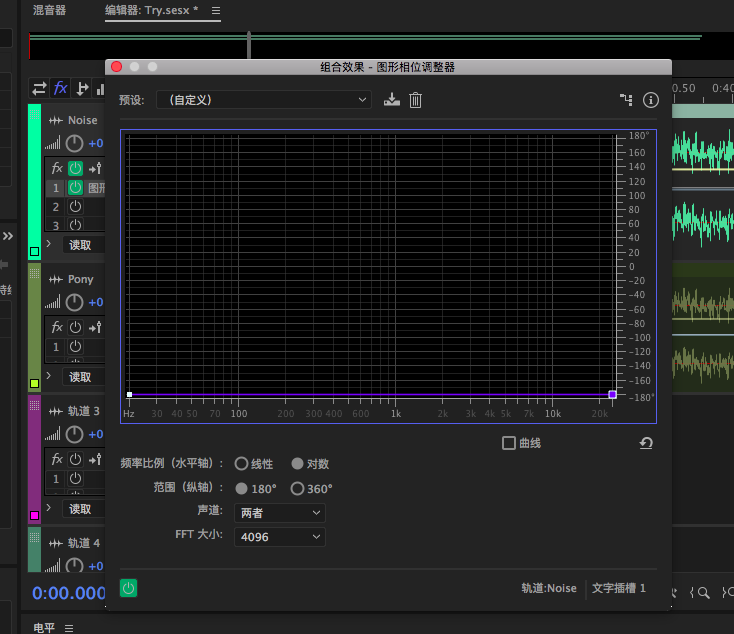 混音器
编辑器: Try.sesx *
组合效果 - 图形相位调整器
预设:
（自定义）
0.50
0:40
Noise
+0
fx
1
图形
2
3
读取
Pony
+0
fx
1
读取
轨道 3
+0
fx
1
读取
轨道 4
+0
0:00.000
电平
180°
160
140
120
100
80
60
40
20
0
-20
-40
-60
-80
-100
-120
-140
-160
-180°
Hz 30 40 50 70 100 200 300 400 600 1k 2k 3k 4k 5k 7k 10k 20k
曲线
频率比例（水平轴）: 线性 对数
范围（纵轴）: 180° 360°
声道: 两者
FFT 大小: 4096
轨道:Noise 文字插槽 1